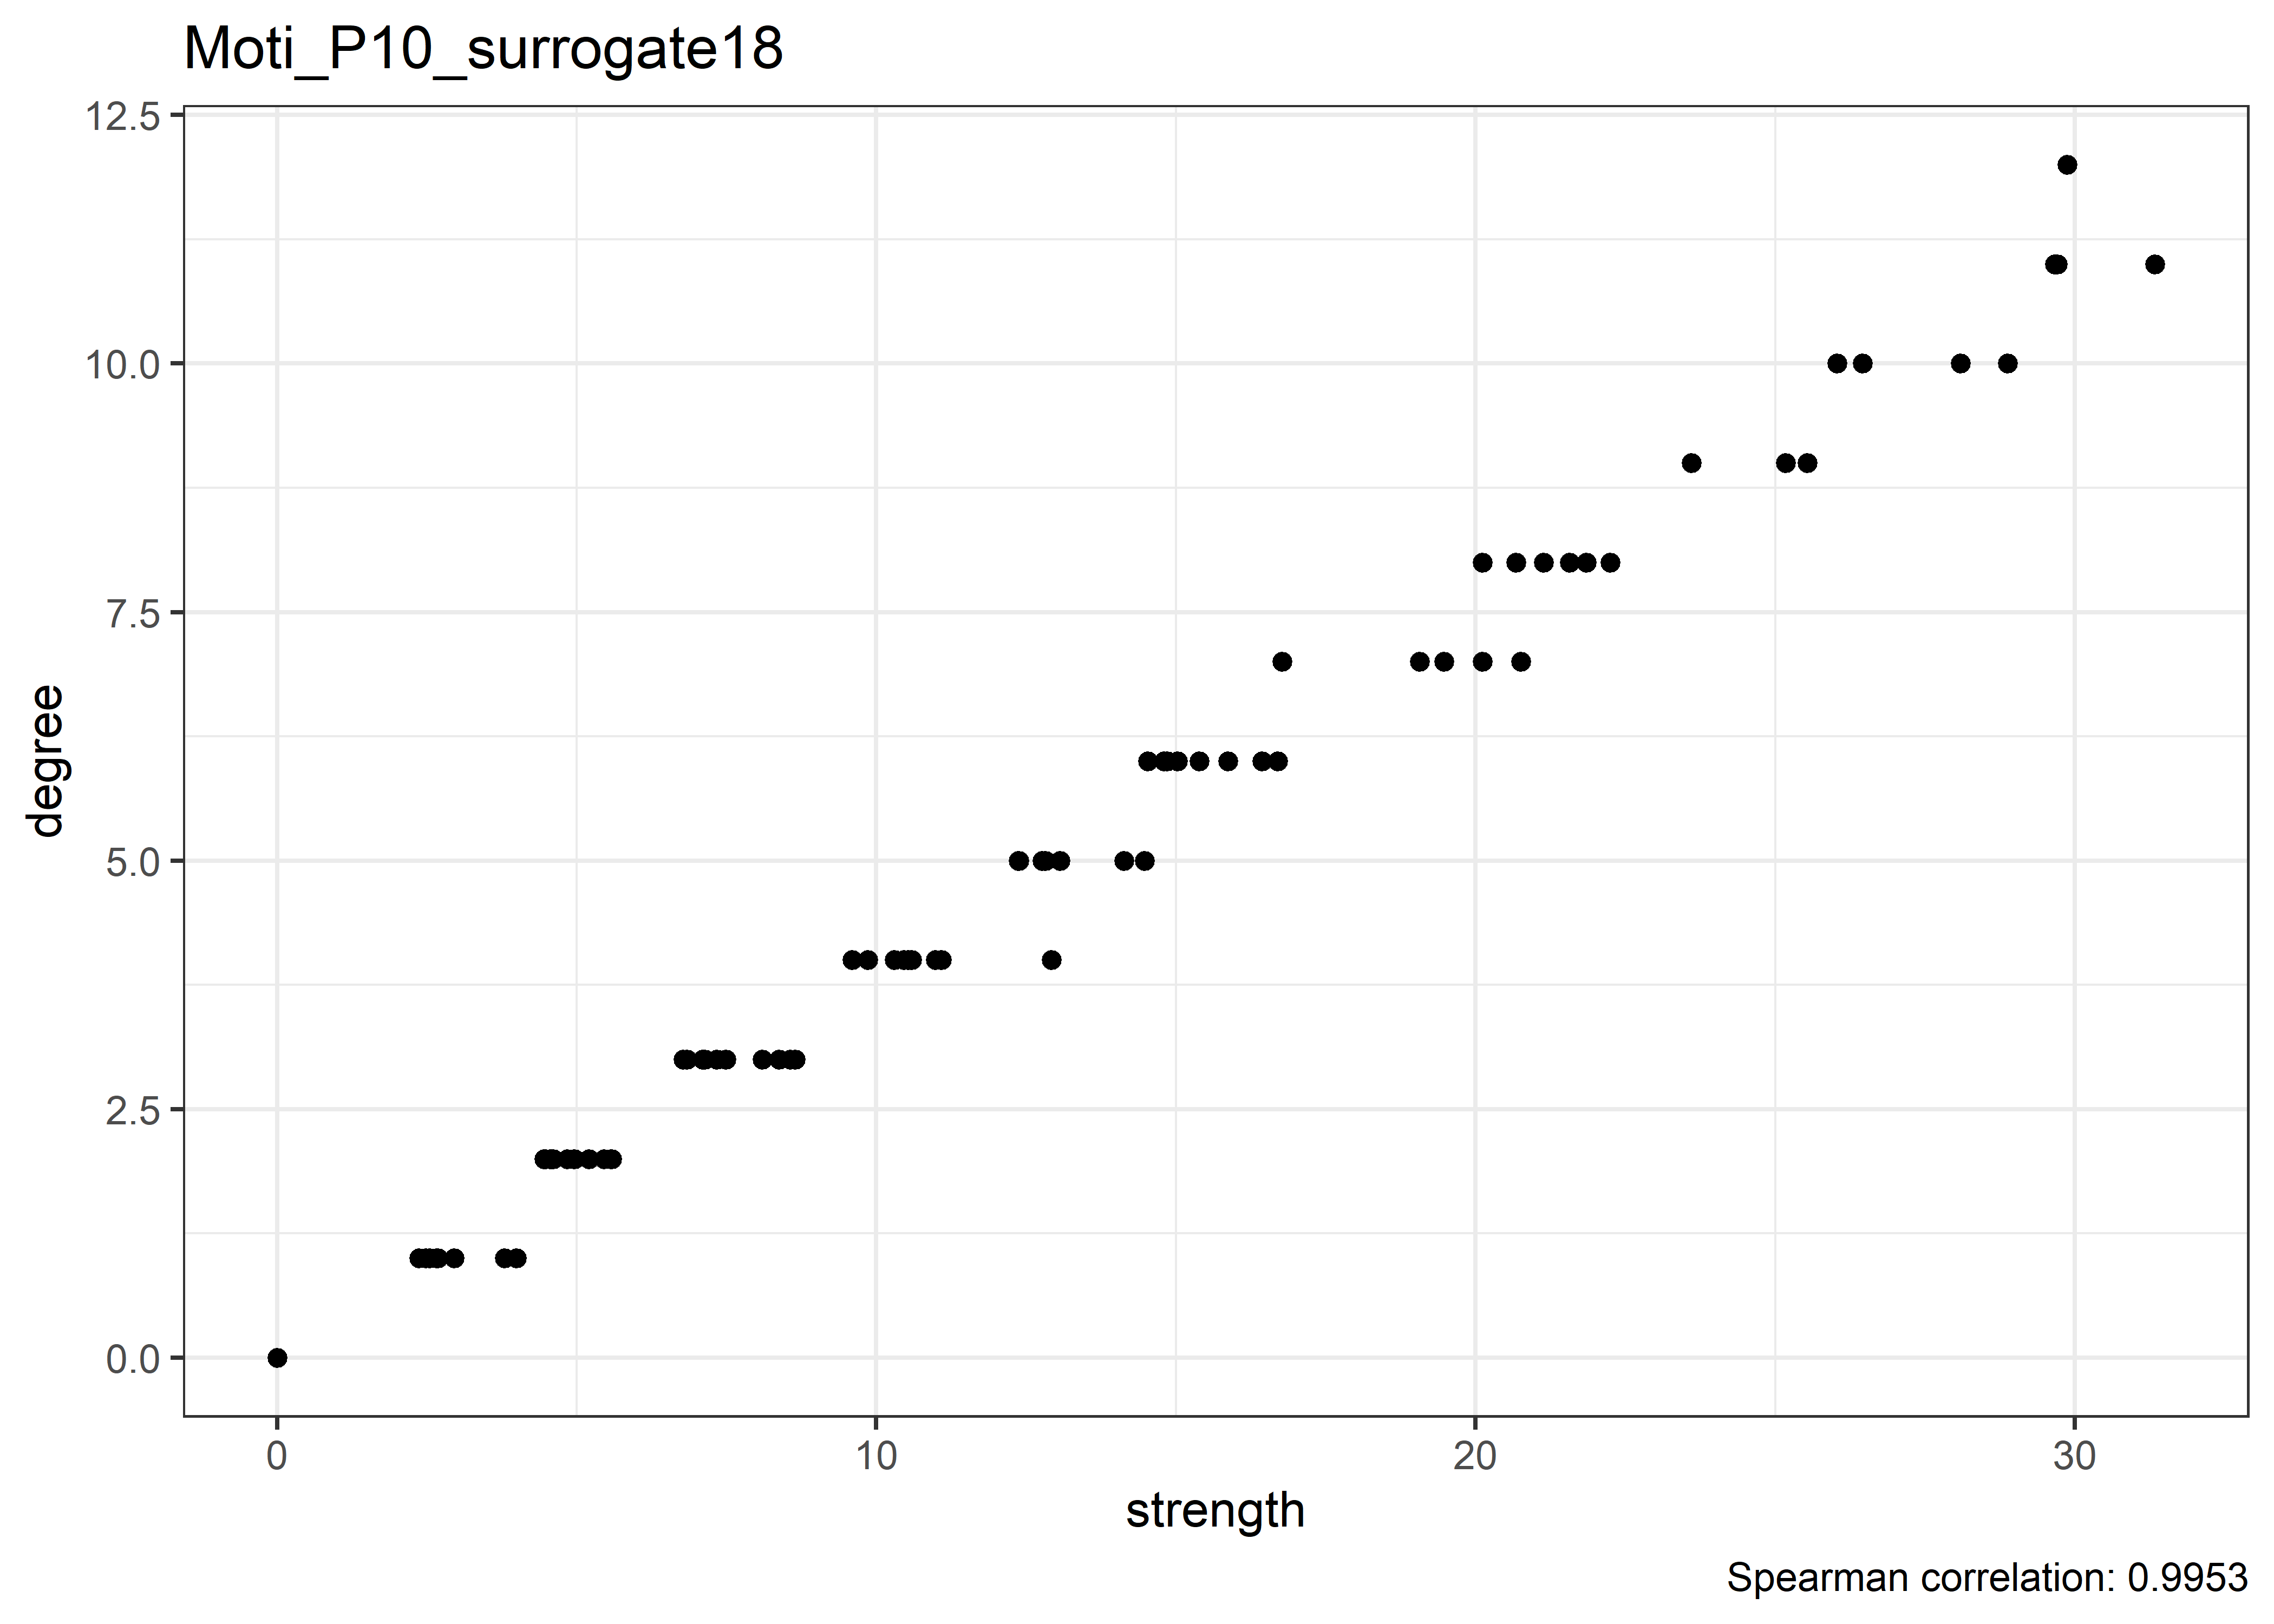 Moti_P10_surrogate18
12.5
10.0
7.5
5.0
2.5
0.0
degree
0 10 20 30
strength
Spearman correlation: 0.9953